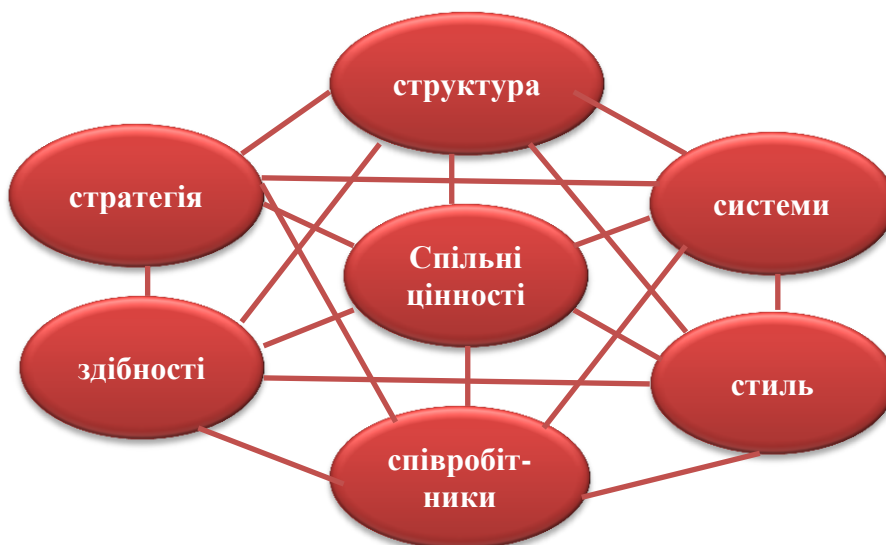 структура
стратегія
системи
Спільні
цінності
здібності
стиль
співробіт-
ники